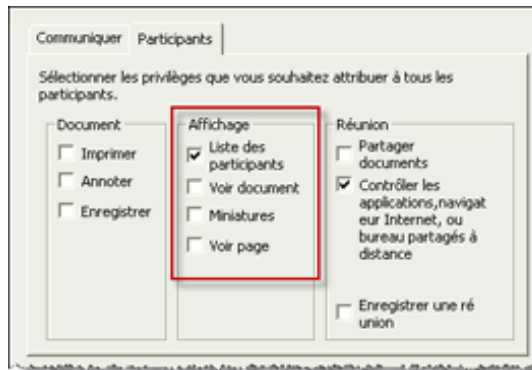 Communiquer Participants
Sélectionner les privilèges que vous souhaitez attribuer à tous les
participants.
Document
Imprimer
Annoter
Enregistrer
Affichage
Liste des
participants
Voir document
Miniatures
Voir page
Réunion
Partager
documents
Contrôler les
applications,navigat
eur Internet, ou
bureau partagés à
distance
Enregistrer une ré
union